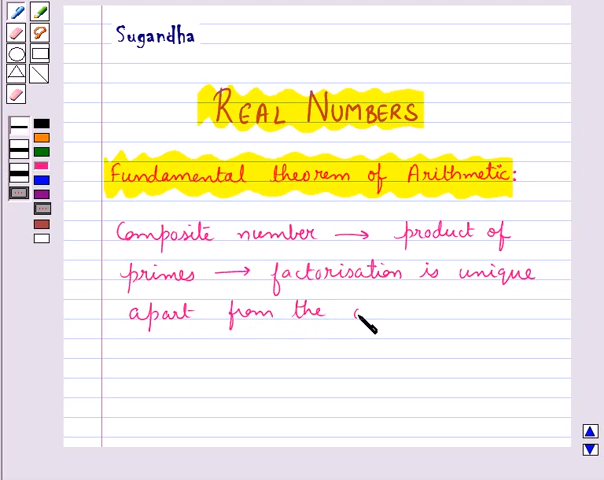 Sugandha
REAL NUMBERS
Fundamental theorem of Arithmetic:
Composite number → product of
primes → factorisation is unique
apart from the